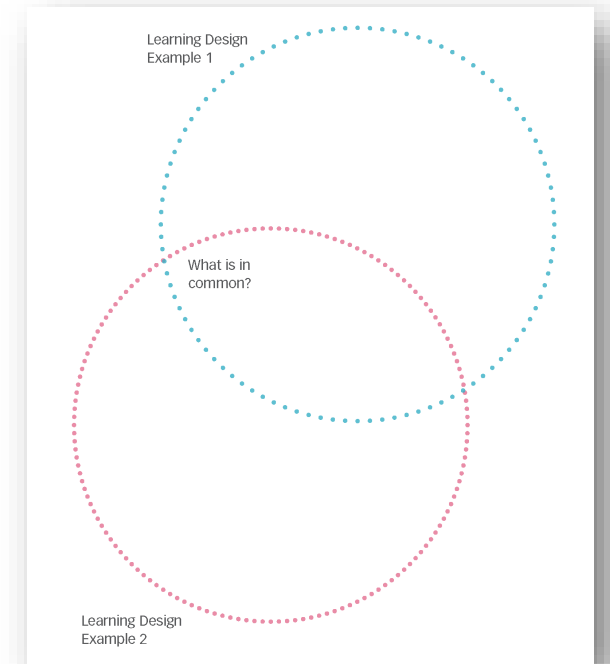 Learning Design
Example 1
What is in
common?
Learning Design
Example 2